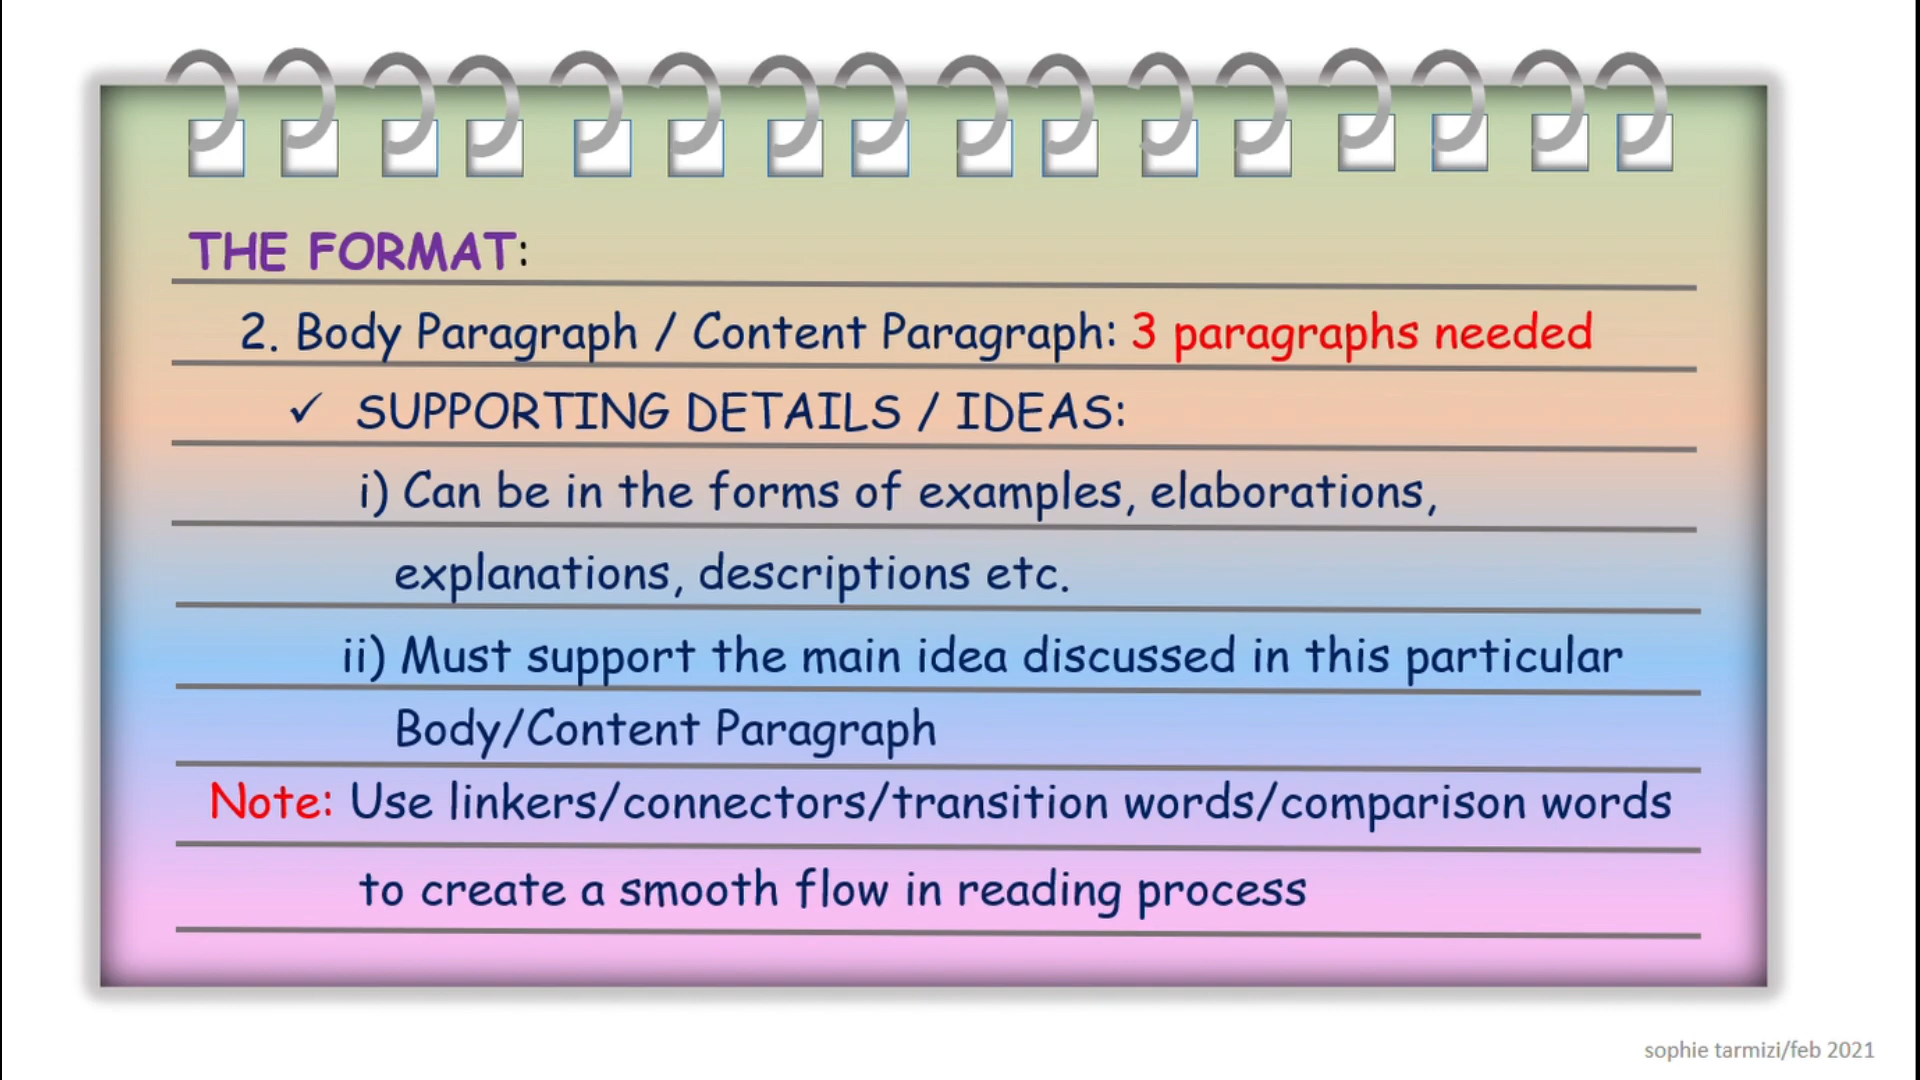 THE FORMAT:
2. Body Paragraph / Content Paragraph: 3 paragraphs needed
✓ SUPPORTING DETAILS / IDEAS:
i) Can be in the forms of examples, elaborations,
explanations, descriptions etc.
ii) Must support the main idea discussed in this particular
Body/Content Paragraph
Note: Use linkers/connectors/transition words/comparison words
to create a smooth flow in reading process
sophie tarmizi/feb 2021